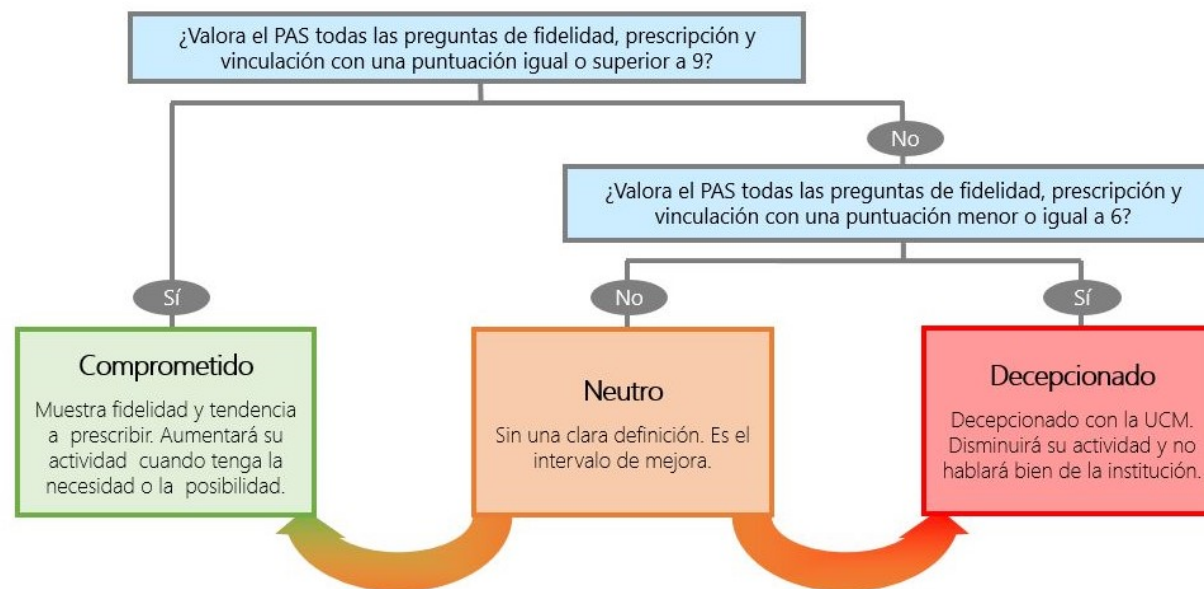 ¿Valora el PAS todas las preguntas de fidelidad, prescripción y
vinculación con una puntuación igual o superior a 9?
No
¿Valora el PAS todas las preguntas de fidelidad, prescripción y
vinculación con una puntuación menor o igual a 6?
Sí
No
Sí
Comprometido
Muestra fidelidad y tendencia
a prescribir. Aumentará su
actividad cuando tenga la
necesidad o la posibilidad.
Neutro
Sin una clara definición. Es el
intervalo de mejora.
Decepcionado
Decepcionado con la UCM.
Disminuirá su actividad y no
hablará bien de la institución.